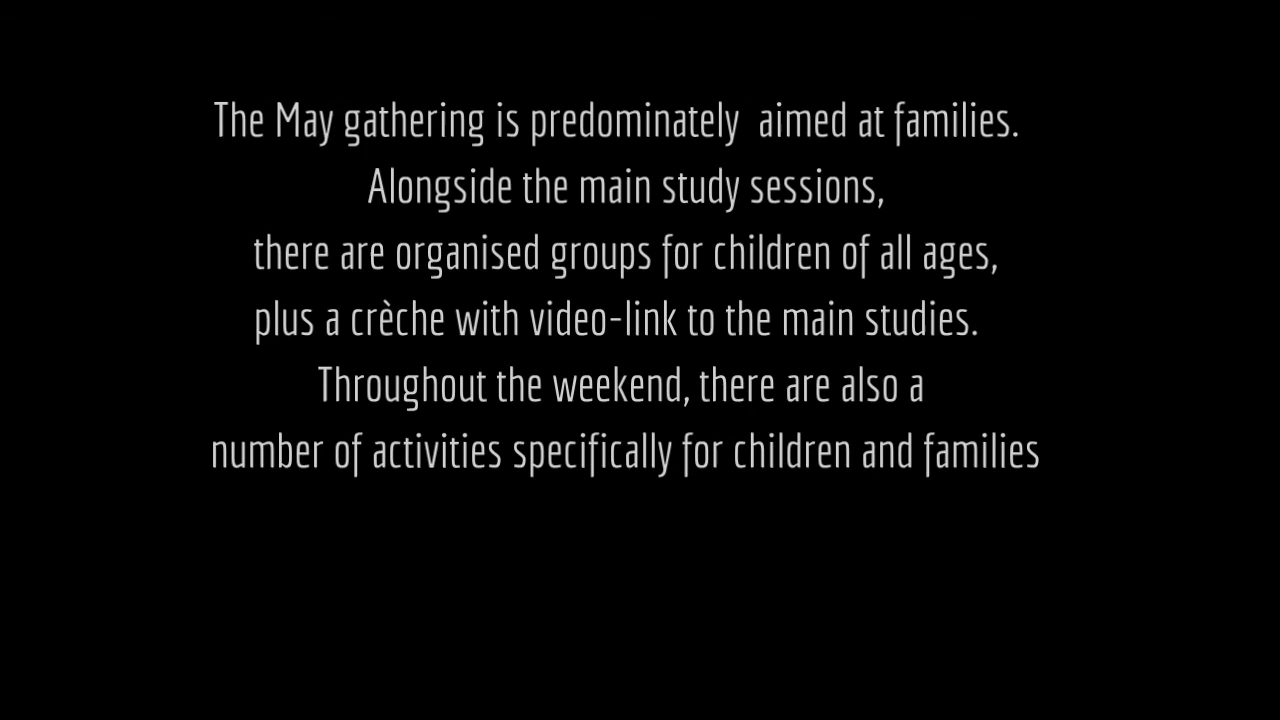 The May gathering is predominately  aimed at families.
Alongside the main study sessions,
there are organised groups for children of all ages,
plus a crèche with video-link to the main studies.
Throughout the weekend, there are also a
number of activities specifically for children and families